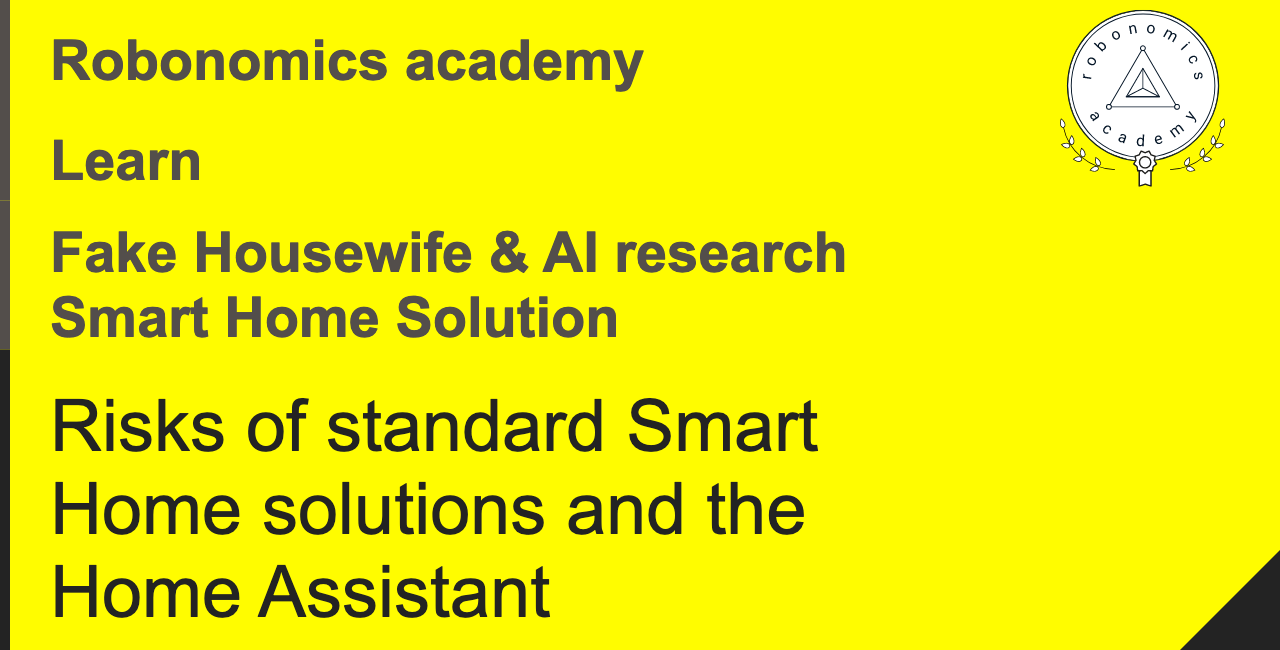 Robonomics academy
robonomics
academy
Learn
Fake Housewife & AI research
Smart Home Solution
Risks of standard Smart
Home solutions and the
Home Assistant